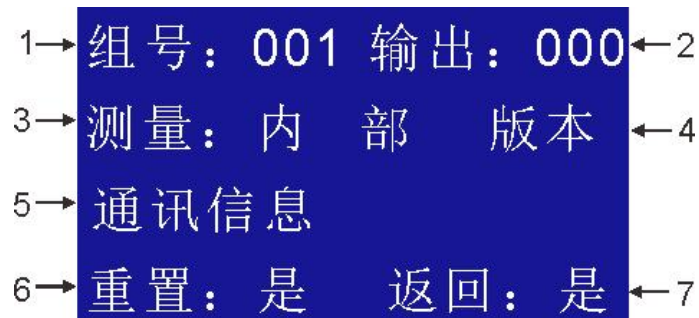 1 组号：001 输出：000 2
3 测量：内 部 版本 4
5 通讯信息
6 重置：是 返回：是 7